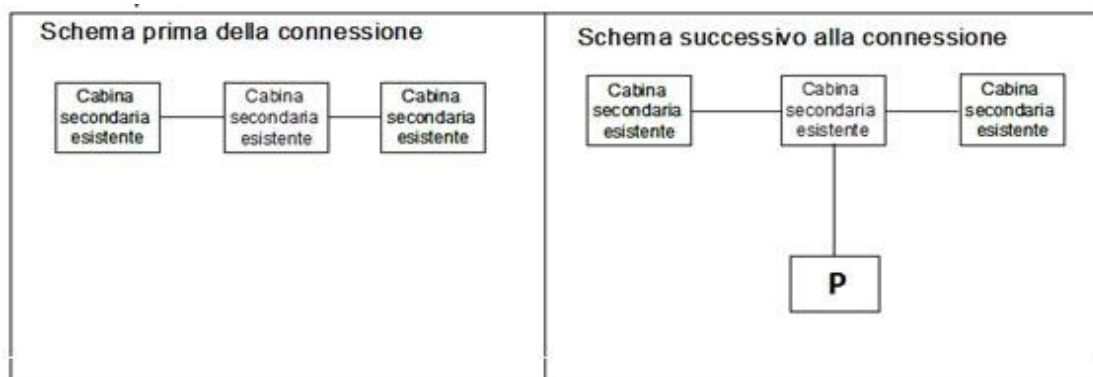 Schema prima della connessione
Cabina
secondaria
esistente
Cabina
secondaria
esistente
Cabina
secondaria
esistente
Schema successivo alla connessione
Cabina
secondaria
esistente
Cabina
secondaria
esistente
Cabina
secondaria
esistente
P